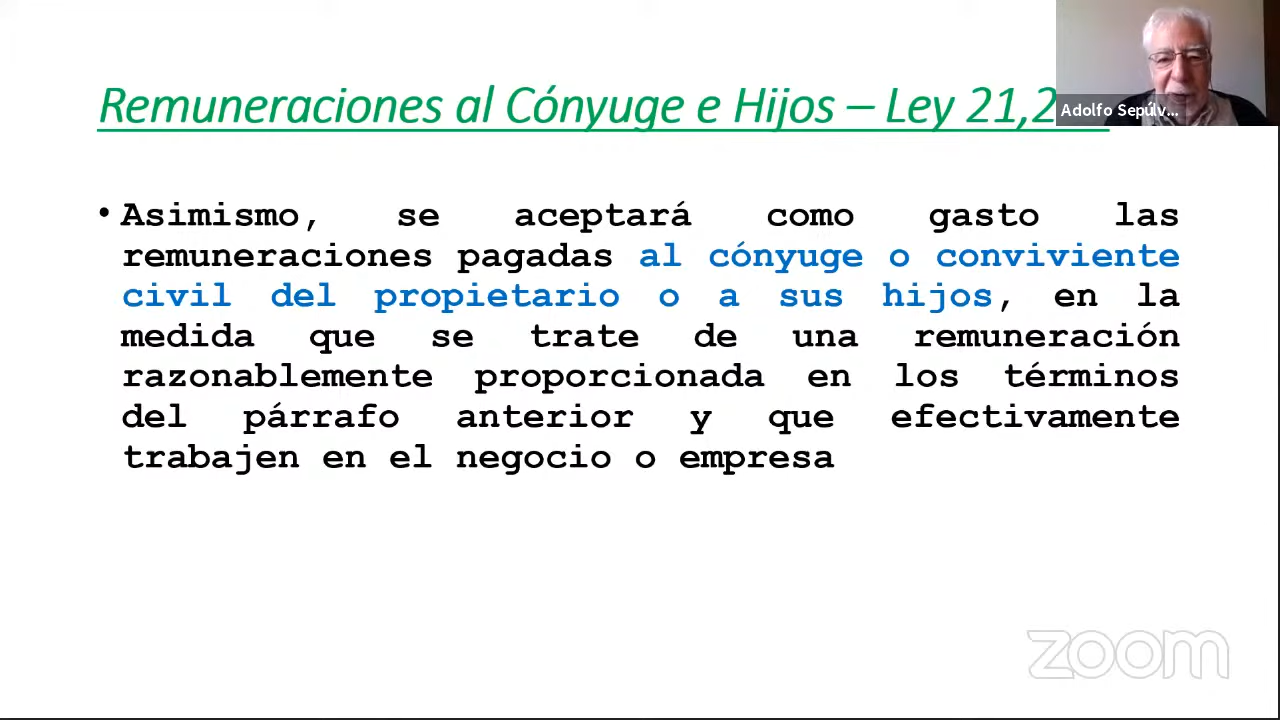 Remuneraciones al Cónyuge e Hijos – Ley 21,2
Adolfo Sepúlv...
• Asimismo, se aceptará como gasto las
remuneraciones pagadas al cónyuge o conviviente
civil del propietario o a sus hijos, en la
medida que se trate de una remuneración
razonablemente proporcionada en los términos
del párrafo anterior y que efectivamente
trabajen en el negocio o empresa
zoom